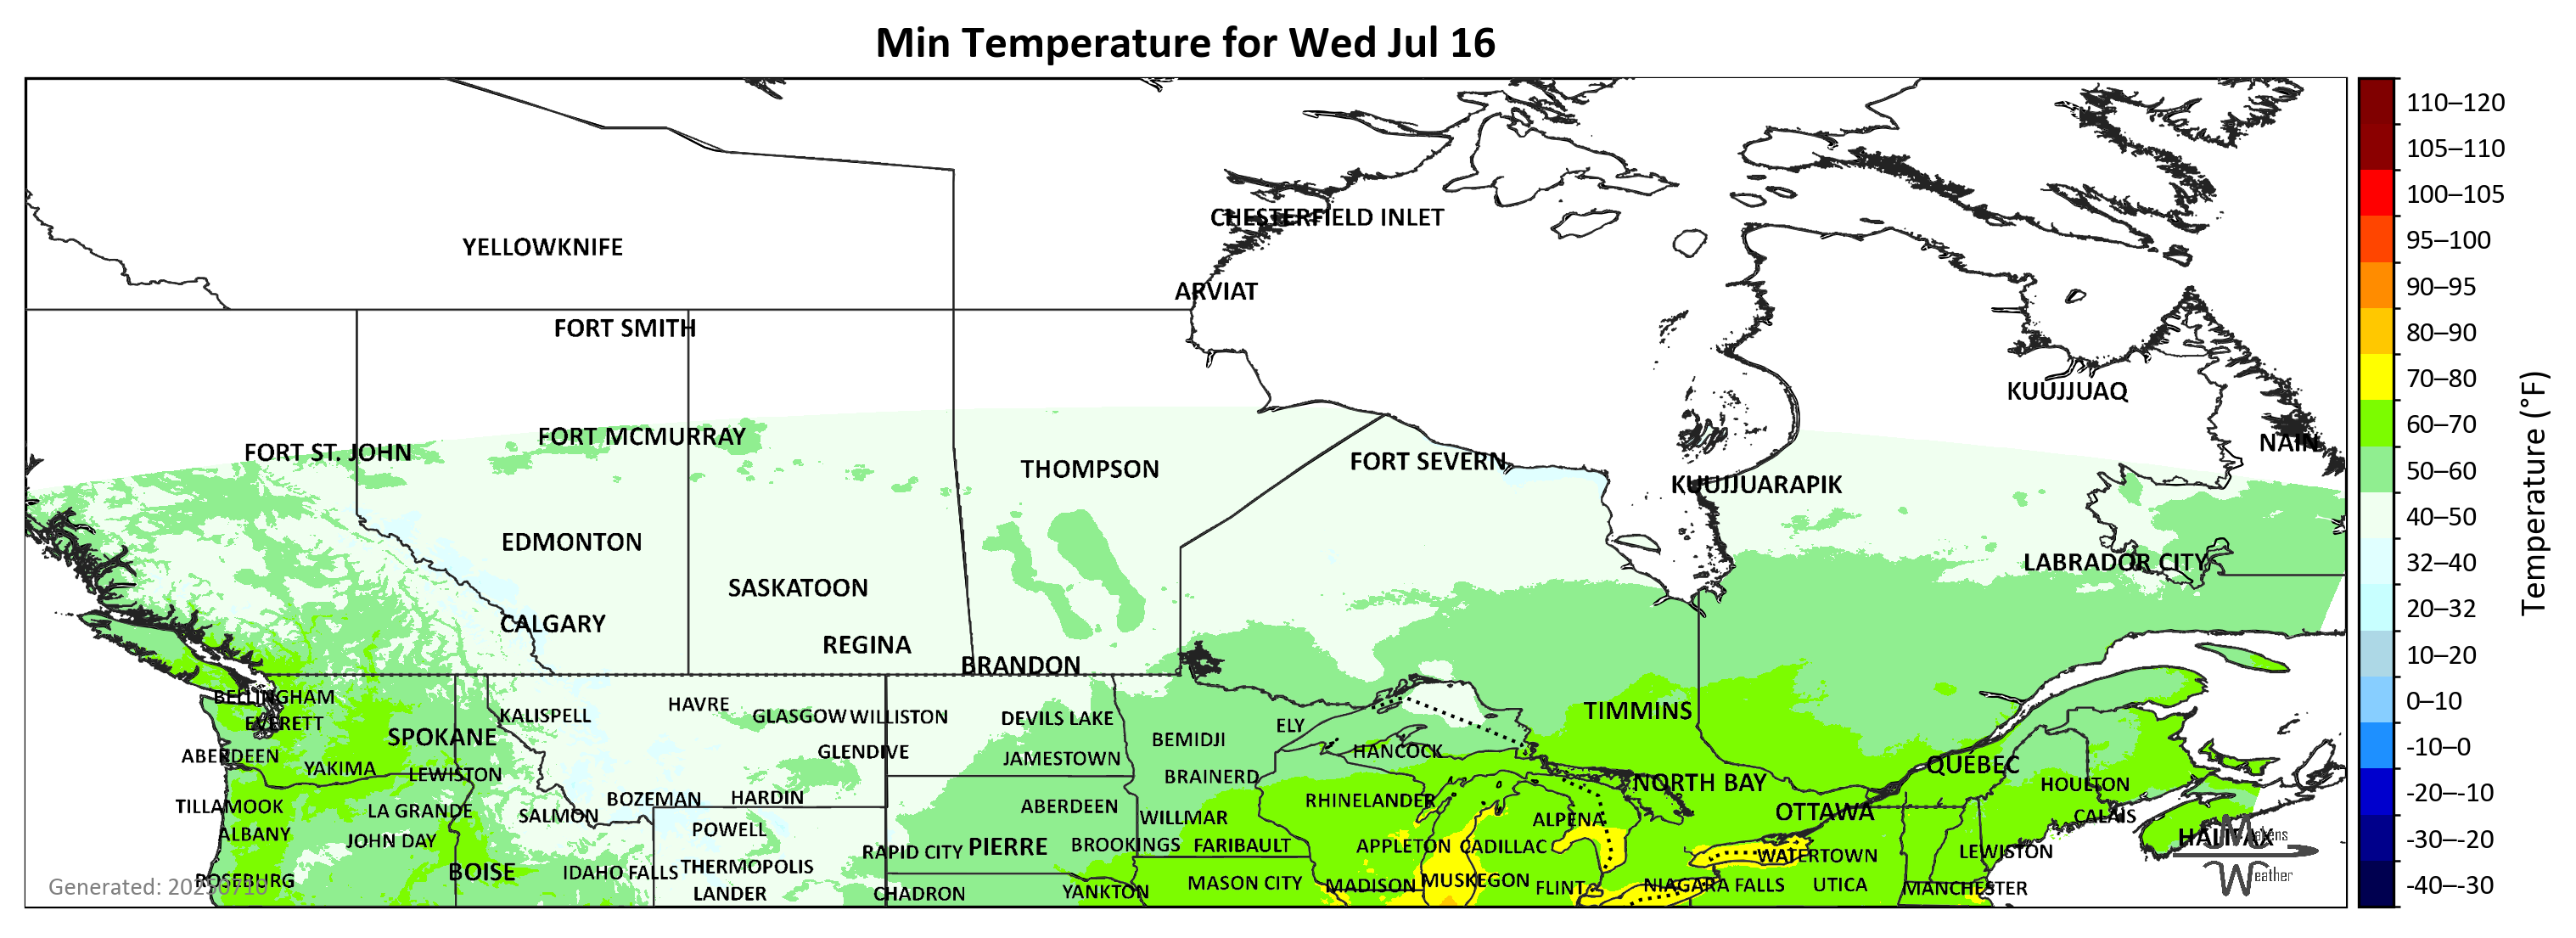 Min Temperature for Wed Jul 16
CHESTERFIELD INLET
YELLOWKNIFE
ARVIAT
FORT SMITH
KUUJJUAQ
FORT MCMURRAY
NAIN
FORT ST. JOHN
THOMPSON
FORT SEVERN
KUUJJUARAPIK
EDMONTON
LABRADOR CITY
SASKATOON
CALGARY
REGINA
BRANDON
BELLINGHAM
HAVRE
KALISPELL
GLASGOW
WILLISTON
DEVILS LAKE
TIMMINS
EVERETT
ELY
SPOKANE
BEMIDJI
ABERDEEN
GLENDIVE
JAMESTOWN
HANCOCK
YAKIMA
LEWISTON
BRAINERD
QUEBEC
NORTH BAY
HOULTON
TILLAMOOK
LA GRANDE
BOZEMAN
HARDIN
ABERDEEN
RHINELANDER
SALMON
WILLMAR
ALPENA
OTTAWA
CALAIS
ALBANY
JOHN DAY
POWELL
RAPID CITY
PIERRE
BROOKINGS
FARIBAULT
APPLETON
CADILLAC
WATERTOWN
LEWISTON
HALIFAX
Makens
Weather
BOISE
IDAHO FALLS
THERMOPOLIS
ROSEBURG
LANDER
CHADRON
YANKTON
MASON CITY
MADISON
MUSKEGON
FLINT
NIAGARA FALLS
UTICA
MANCHESTER
Generated: 20250710
110–120
105–110
100–105
95–100
90–95
80–90
70–80
60–70
50–60
40–50
32–40
20–32
10–20
0–10
-10–0
-20–-10
-30–-20
-40–-30
Temperature (°F)